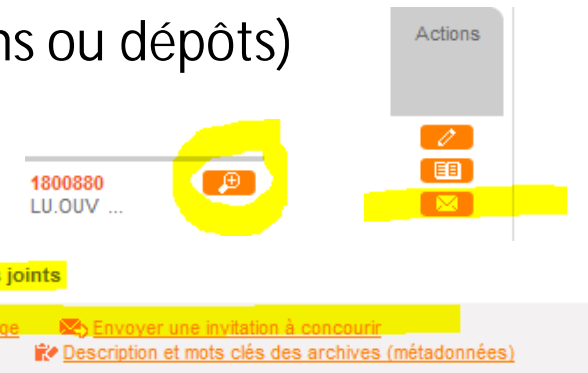 ns ou dépôts)
Actions
1800880
LU.OUV ...
s joints
ge Envoyer une invitation à concourir
Description et mots clés des archives (métadonnées)